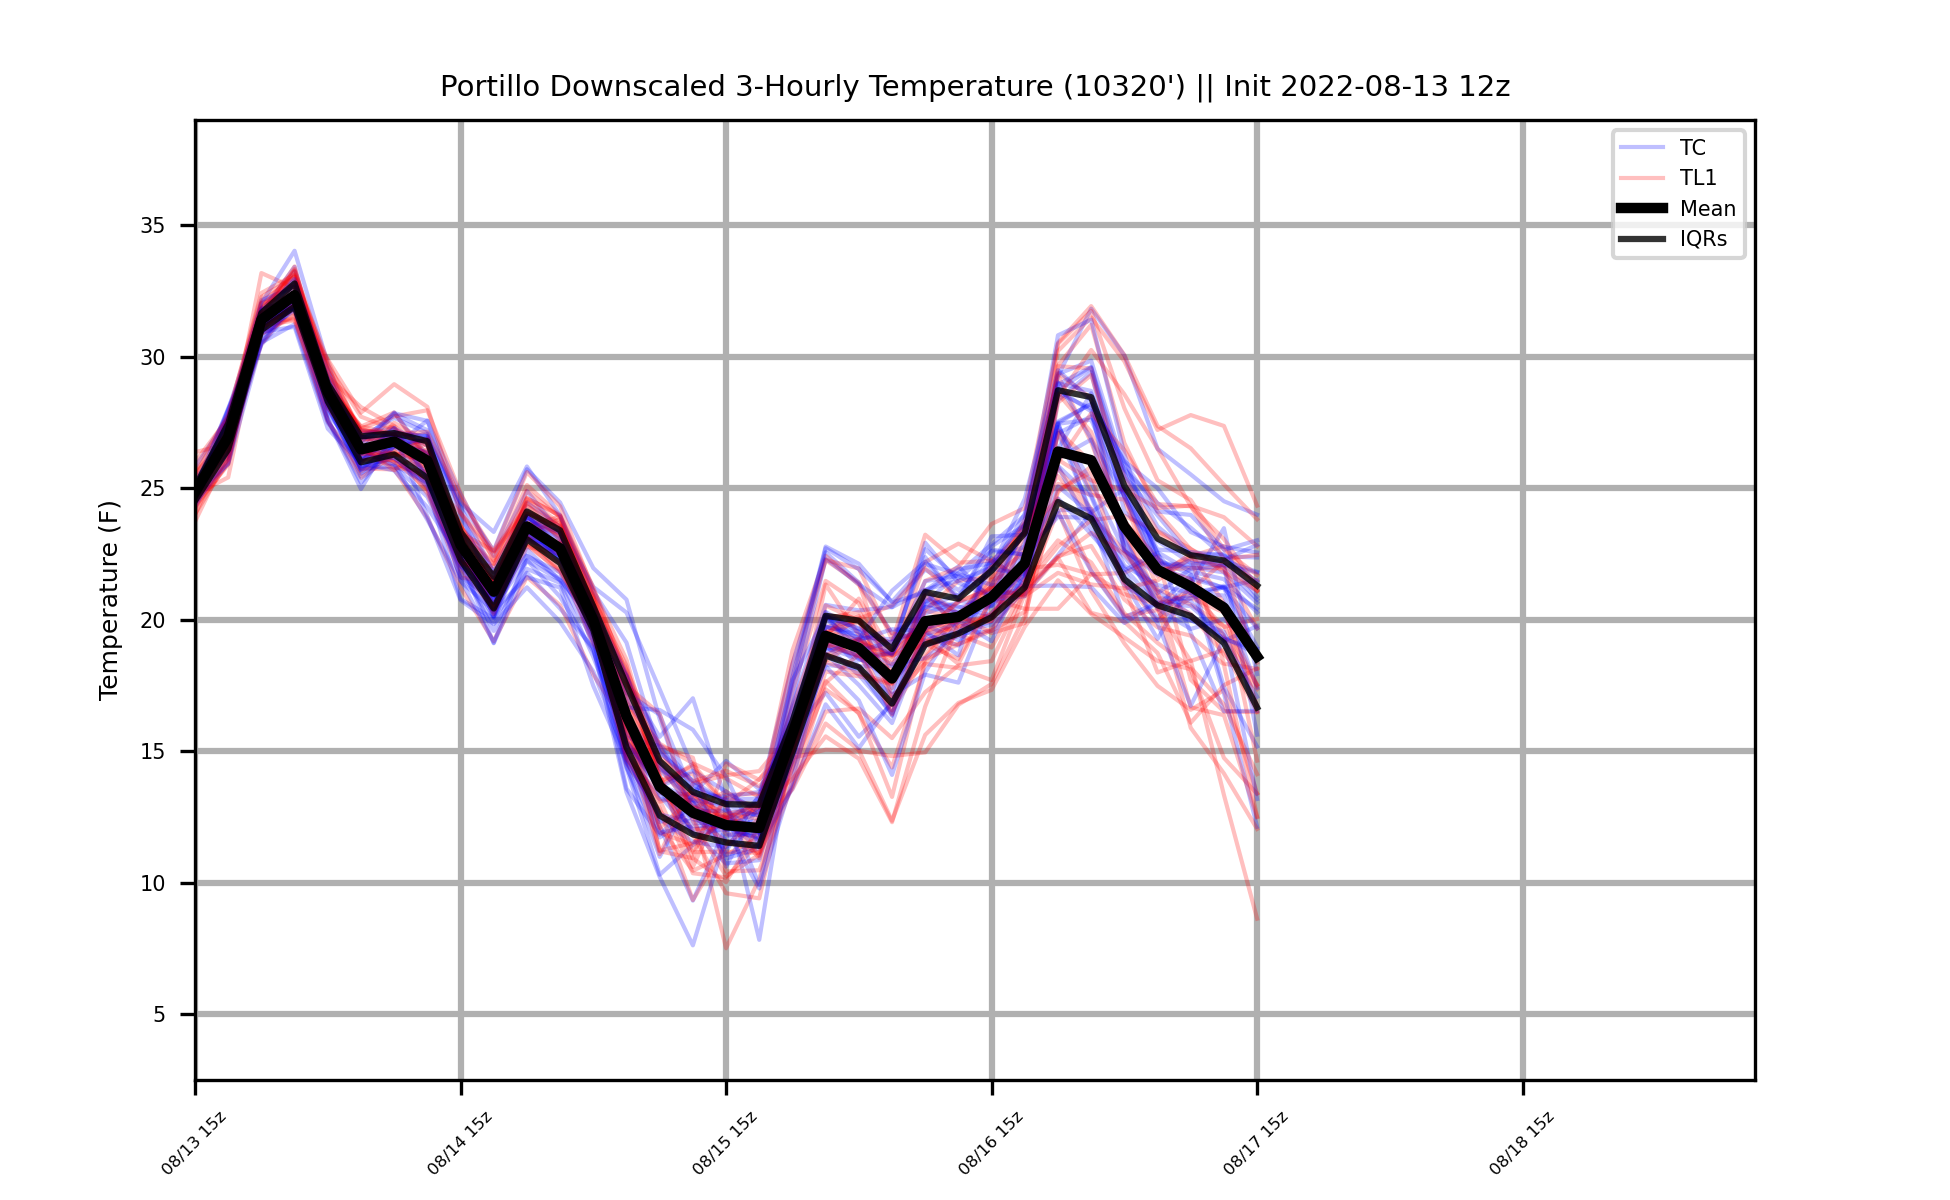 Portillo Downscaled 3-Hourly Temperature (10320') || Init 2022-08-13 12z
TC
TL1
Mean
IQRs
Temperature (F)
35
30
25
20
15
10
5
08/13 15z
08/14 15z
08/15 15z
08/16 15z
08/17 15z
08/18 15z